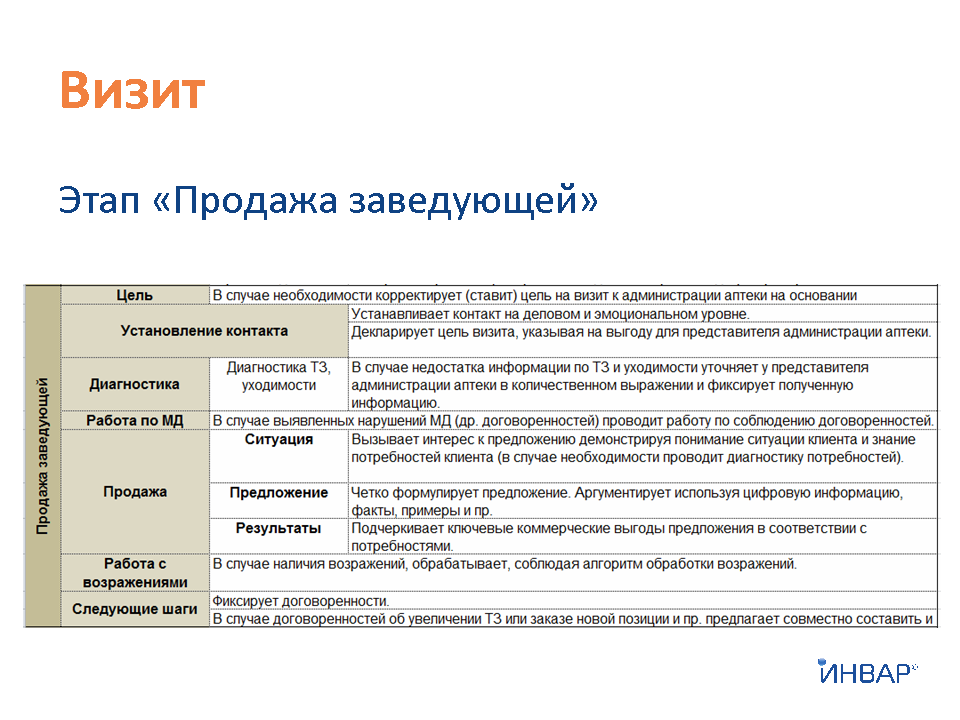 Визит
Этап «Продажа заведующей»
Продажа заведующей
Цель
В случае необходимости корректирует (ставит) цель на визит к администрации аптеки на основании
Установление контакта
Устанавливает контакт на деловом и эмоциональном уровне.
Декларирует цель визита, указывая на выгоду для представителя администрации аптеки.
Диагностика
Диагностика ТЗ,
уходимости
В случае недостатка информации по ТЗ и уходимости уточняет у представителя
администрации аптеки в количественном выражении и фиксирует полученную
информацию.
Работа по МД
В случае выявленных нарушений МД (др. договоренностей) проводит работу по соблюдению договоренностей.
Продажа
Ситуация
Вызывает интерес к предложению демонстрируя понимание ситуации клиента и знание
потребностей клиента (в случае необходимости проводит диагностику потребностей).
Предложение
Четко формулирует предложение. Аргументирует используя цифровую информацию,
факты, примеры и пр.
Результаты
Подчеркивает ключевые коммерческие выгоды предложения в соответствии с
потребностями.
Работа с
возражениями
В случае наличия возражений, обрабатывает, соблюдая алгоритм обработки возражений.
Следующие шаги
Фиксирует договоренности.
В случае договоренностей об увеличении ТЗ или заказе новой позиции и пр. предлагает совместно составить и
ИНВАР